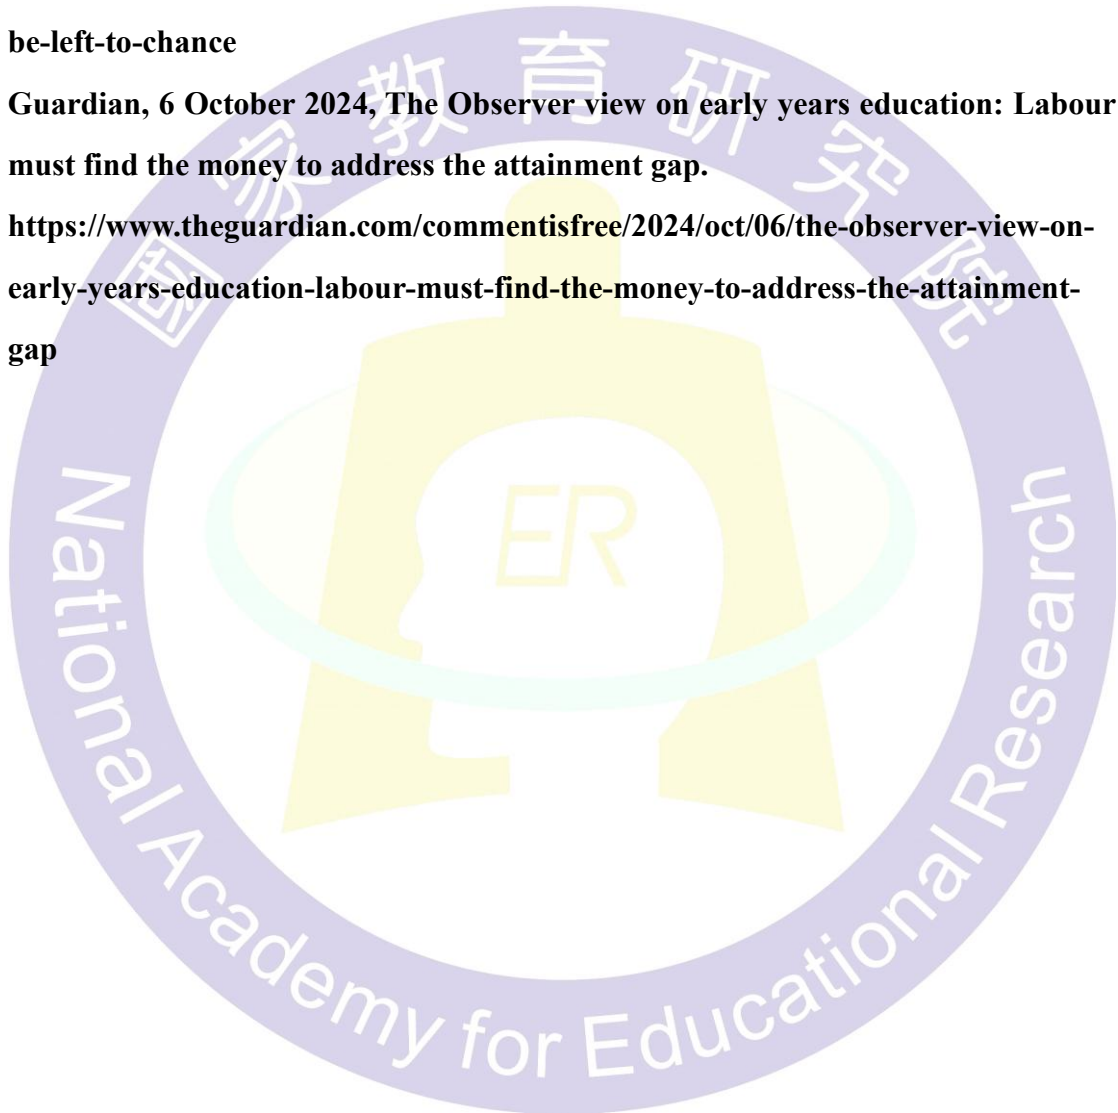 be-left-to-chance
Guardian, 6 October 2024, The Observer view on early years education: Labour
must find the money to address the attainment gap.
https://www.theguardian.com/commentisfree/2024/oct/06/the-observer-view-on-
early-years-education-labour-must-find-the-money-to-address-the-attainment-
gap
國家教育研究院
ER
National Academy for Educational Research